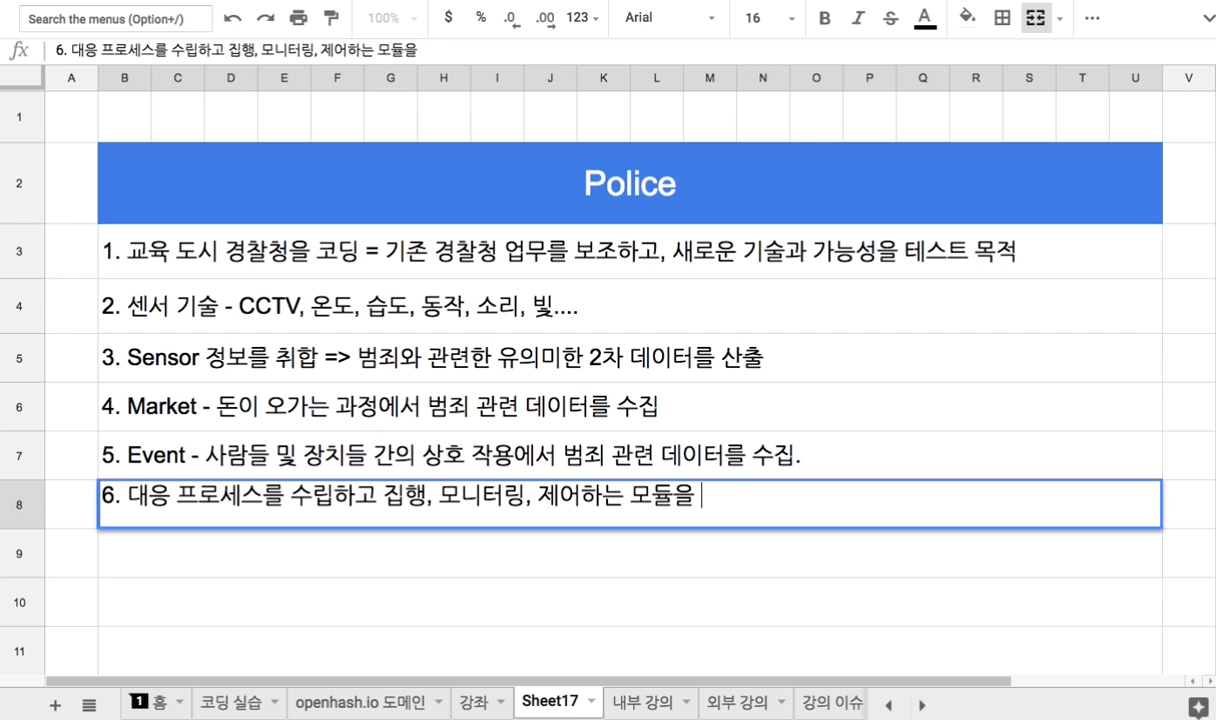 Search the menus (Option+/) 100% $ % .0 .00 123 Arial 16 B I S A
fx 6. 대응 프로세스를 수립하고 집행, 모니터링, 제어하는 모듈을
A B C D E F G H I J K L M N O P Q R S T U V
1
2 Police
3 1. 교육 도시 경찰청을 코딩 = 기존 경찰청 업무를 보조하고, 새로운 기술과 가능성을 테스트 목적
4 2. 센서 기술 - CCTV, 온도, 습도, 동작, 소리, 빛....
5 3. Sensor 정보를 취합 => 범죄와 관련한 유의미한 2차 데이터를 산출
6 4. Market - 돈이 오가는 과정에서 범죄 관련 데이터를 수집
7 5. Event - 사람들 및 장치들 간의 상호 작용에서 범죄 관련 데이터를 수집.
8 6. 대응 프로세스를 수립하고 집행, 모니터링, 제어하는 모듈을
9
10
11
1 홈 코딩 실습 openhash.io 도메인 강좌 Sheet17 내부 강의 외부 강의 강의 이슈